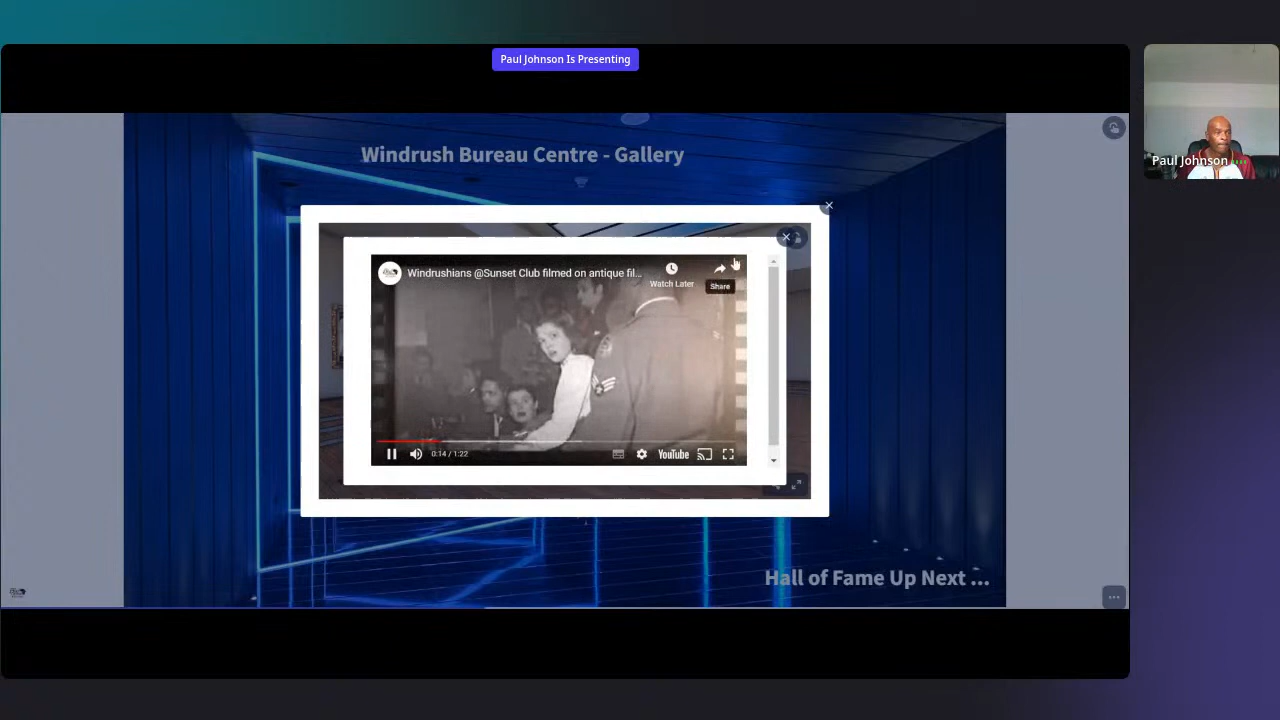 Paul Johnson Is Presenting
Windrush Bureau Centre - Gallery
Paul Johnson
Windrushians @Sunset Club filmed on antique fil...
Watch Later
Share
0:14 / 1:22
YouTube
Hall of Fame Up Next ...